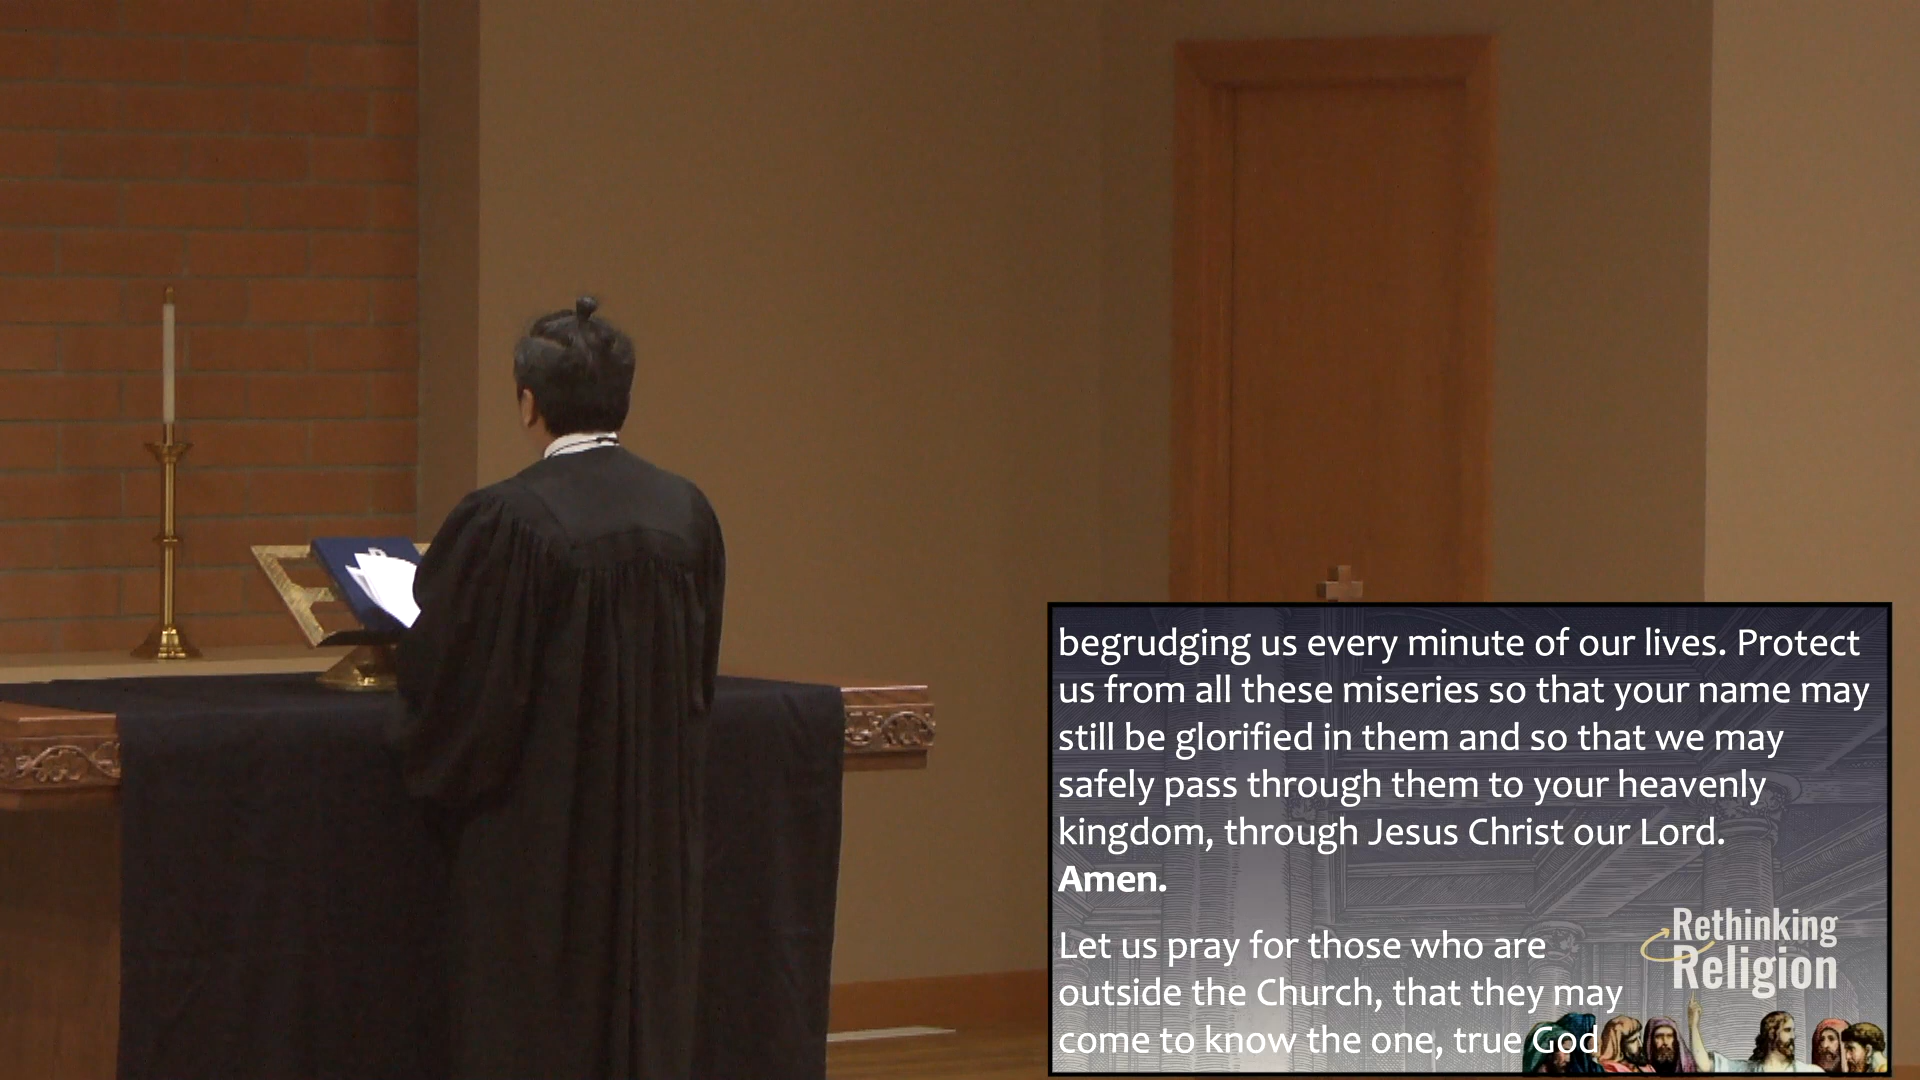 begrudging us every minute of our lives. Protect
us from all these miseries so that your name may
still be glorified in them and so that we may
safely pass through them to your heavenly
kingdom, through Jesus Christ our Lord.
Amen.
Let us pray for those who are
outside the Church, that they may
come to know the one, true God
Rethinking
Religion